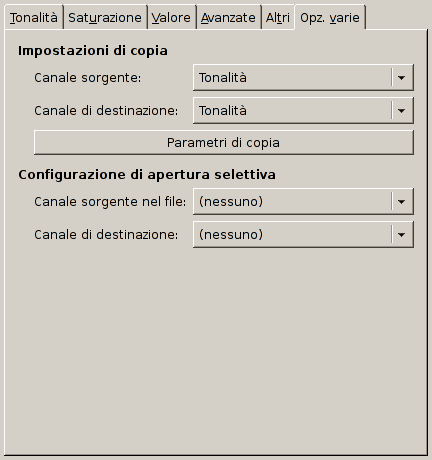 Tonalità Saturazione Valore Avanzate Altri Opz. varie
Impostazioni di copia
Canale sorgente: Tonalità
Canale di destinazione: Tonalità
Parametri di copia
Configurazione di apertura selettiva
Canale sorgente nel file: (nessuno)
Canale di destinazione: (nessuno)